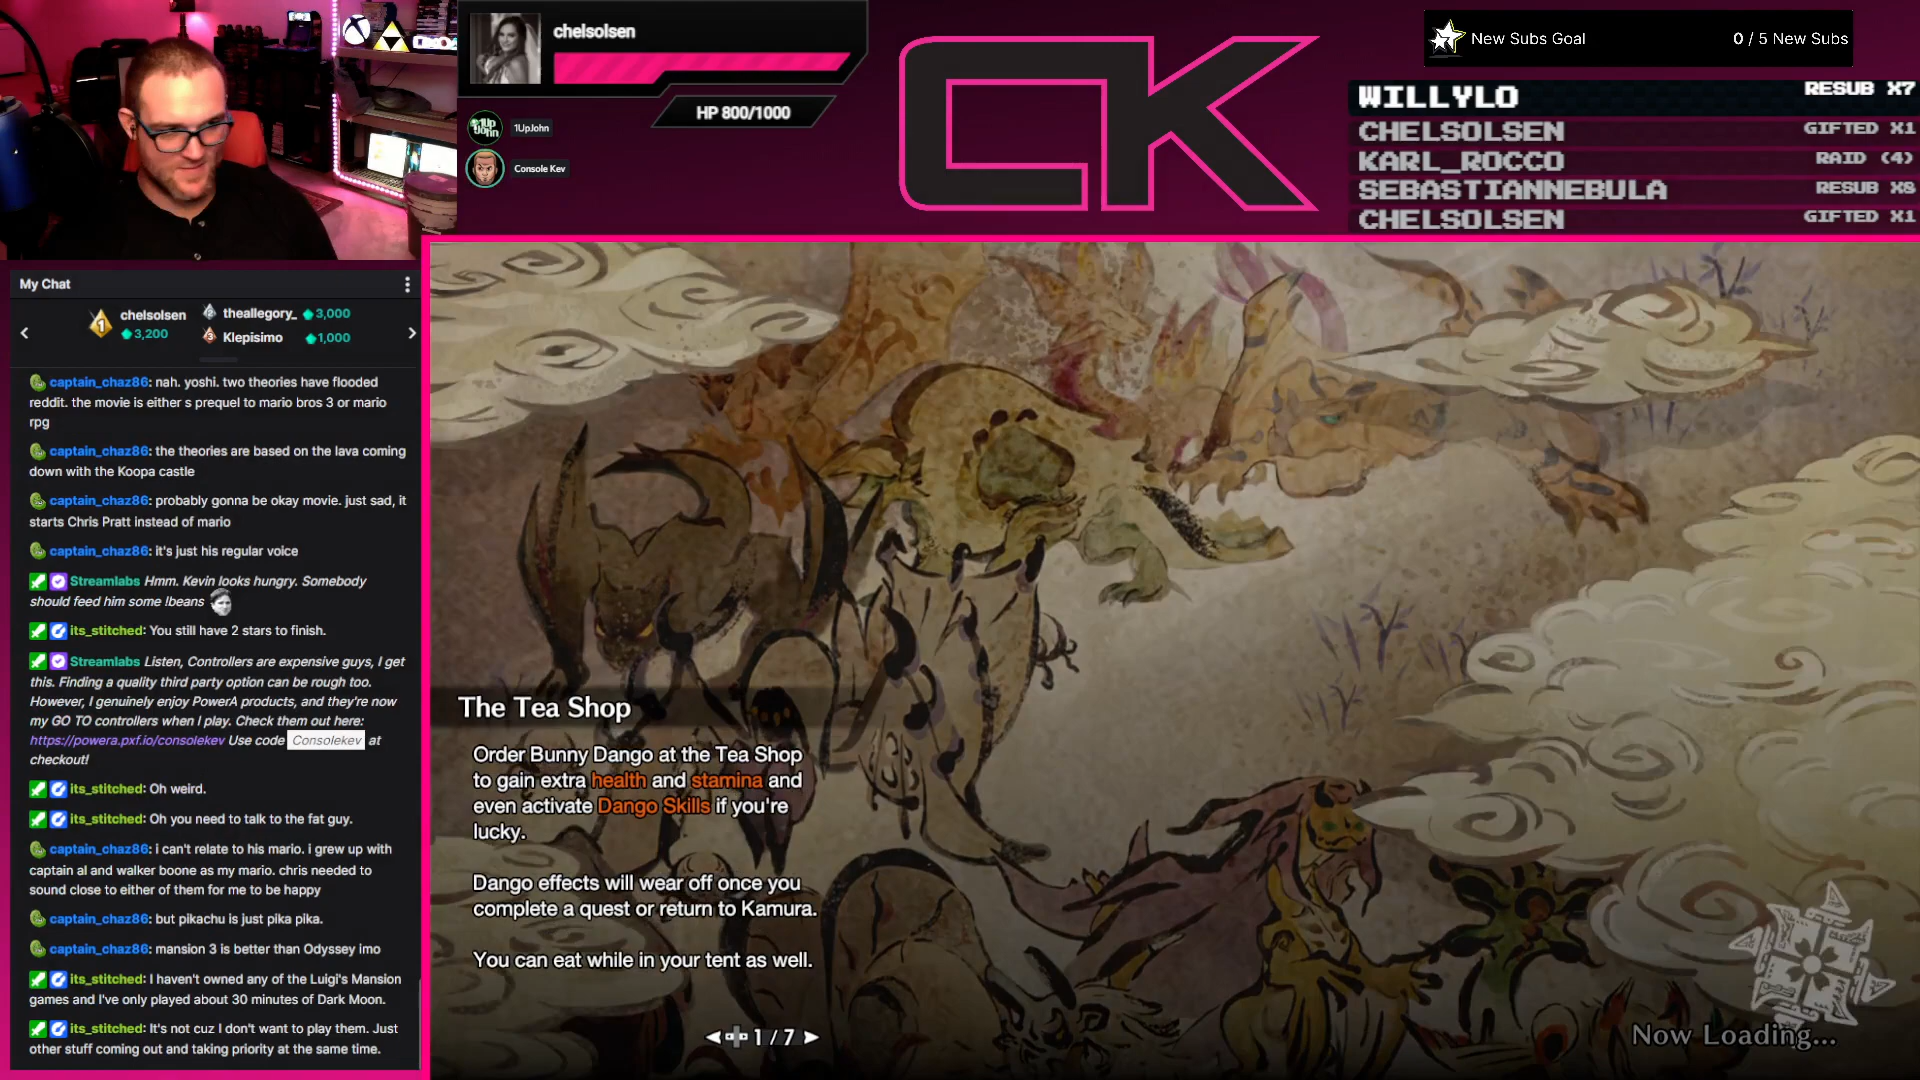 chelsolsen
HP 800/1000
1UpJohn
1UpJohn
Console Kev
CK
New Subs Goal
0 / 5 New Subs
WILLYLO RESUB X7
CHELSOLSEN GIFTED X1
KARL_ROCCO RAID (4)
SEBASTIANNEBULA RESUB X8
CHELSOLSEN GIFTED X1
My Chat
1 chelsolsen 3,200
2 theallegory_ 3,000
3 Klepisimo 1,000
captain_chaz86: nah. yoshi. two theories have flooded
reddit. the movie is either s prequel to mario bros 3 or mario
rpg
captain_chaz86: the theories are based on the lava coming
down with the Koopa castle
captain_chaz86: probably gonna be okay movie. just sad, it
starts Chris Pratt instead of mario
captain_chaz86: it's just his regular voice
Streamlabs Hmm. Kevin looks hungry. Somebody
should feed him some !beans
its_stitched: You still have 2 stars to finish.
Streamlabs Listen, Controllers are expensive guys, I get
this. Finding a quality third party option can be rough too.
However, I genuinely enjoy PowerA products, and they're now
my GO TO controllers when I play. Check them out here:
https://powera.pxf.io/consolekev Use code Consolekev at
checkout!
its_stitched: Oh weird.
its_stitched: Oh you need to talk to the fat guy.
captain_chaz86: i can't relate to his mario. i grew up with
captain al and walker boone as my mario. chris needed to
sound close to either of them for me to be happy
captain_chaz86: but pikachu is just pika pika.
captain_chaz86: mansion 3 is better than Odyssey imo
its_stitched: I haven't owned any of the Luigi's Mansion
games and I've only played about 30 minutes of Dark Moon.
its_stitched: It's not cuz I don't want to play them. Just
other stuff coming out and taking priority at the same time.
The Tea Shop
Order Bunny Dango at the Tea Shop
to gain extra health and stamina and
even activate Dango Skills if you're
lucky.
Dango effects will wear off once you
complete a quest or return to Kamura.
You can eat while in your tent as well.
1 / 7
Now Loading...